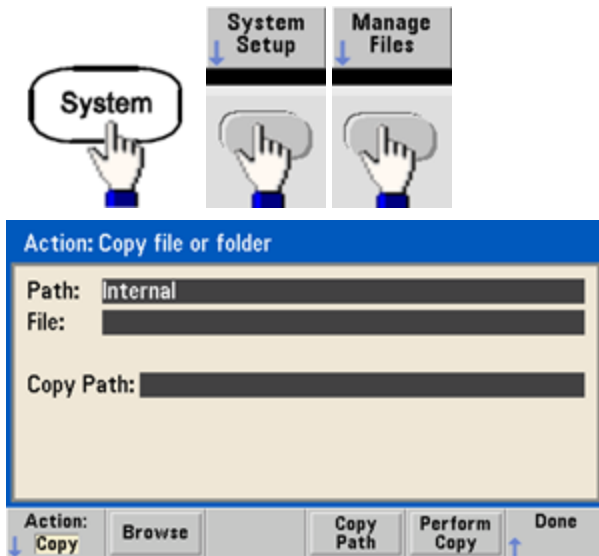 System
Setup
Manage
Files
System
Action: Copy file or folder
Path: Internal
File:
Copy Path:
Action:
Copy
Browse
Copy
Path
Perform
Copy
Done